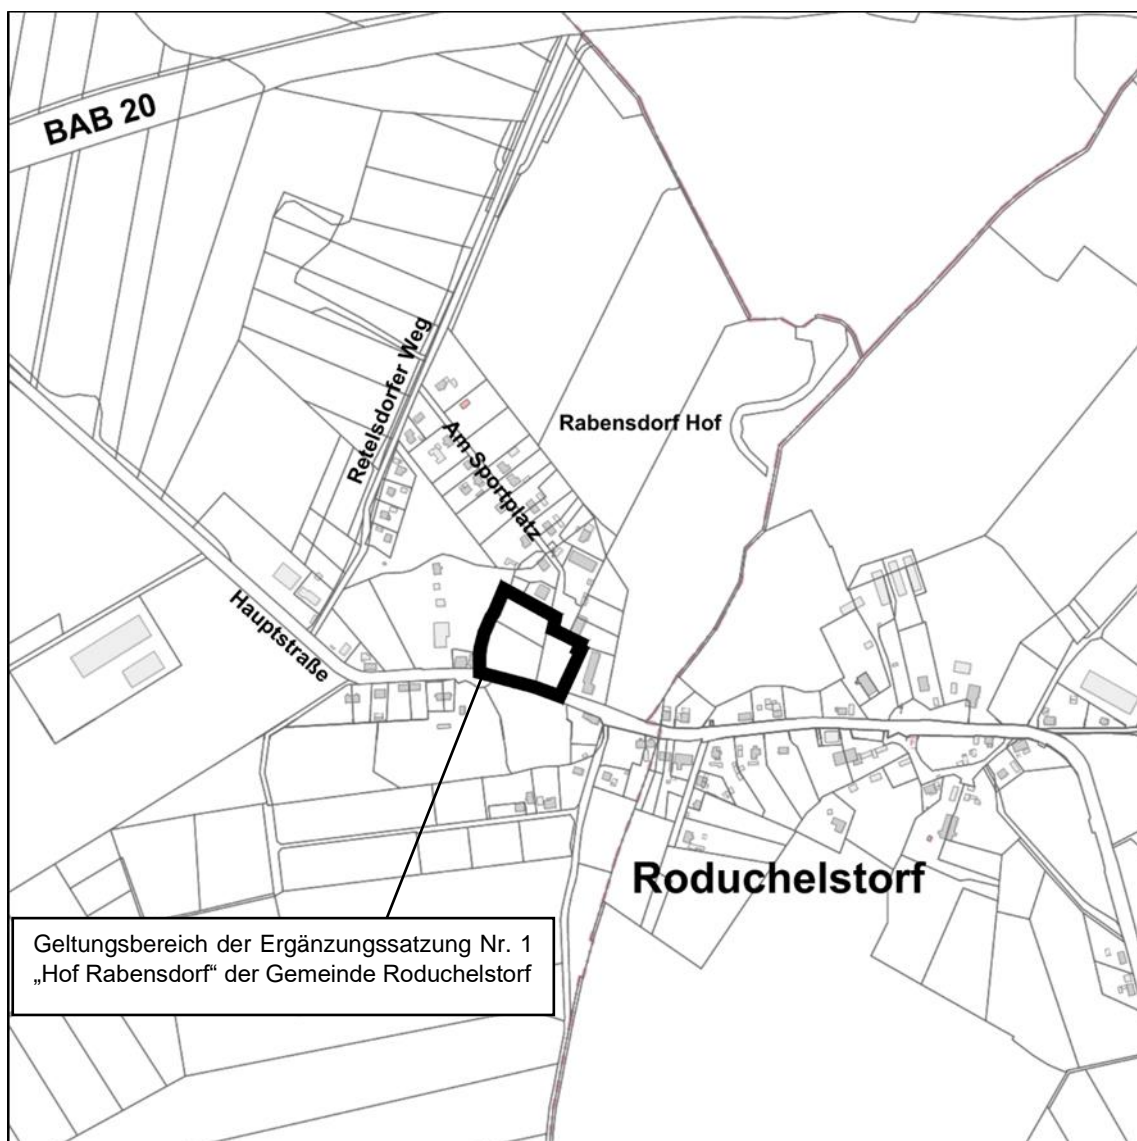 BAB 20
Retelsdorfer Weg
Am Sportplatz
Rabensdorf Hof
Hauptstraße
Roduchelstorf
Geltungsbereich der Ergänzungssatzung Nr. 1
„Hof Rabensdorf“ der Gemeinde Roduchelstorf